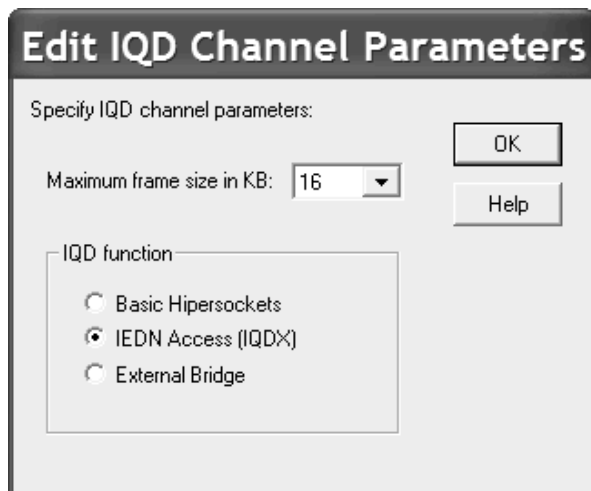 Edit IQD Channel Parameters
Specify IQD channel parameters:
OK
Maximum frame size in KB: 16
Help
IQD function
Basic Hipersockets
IEDN Access (IQDX)
External Bridge